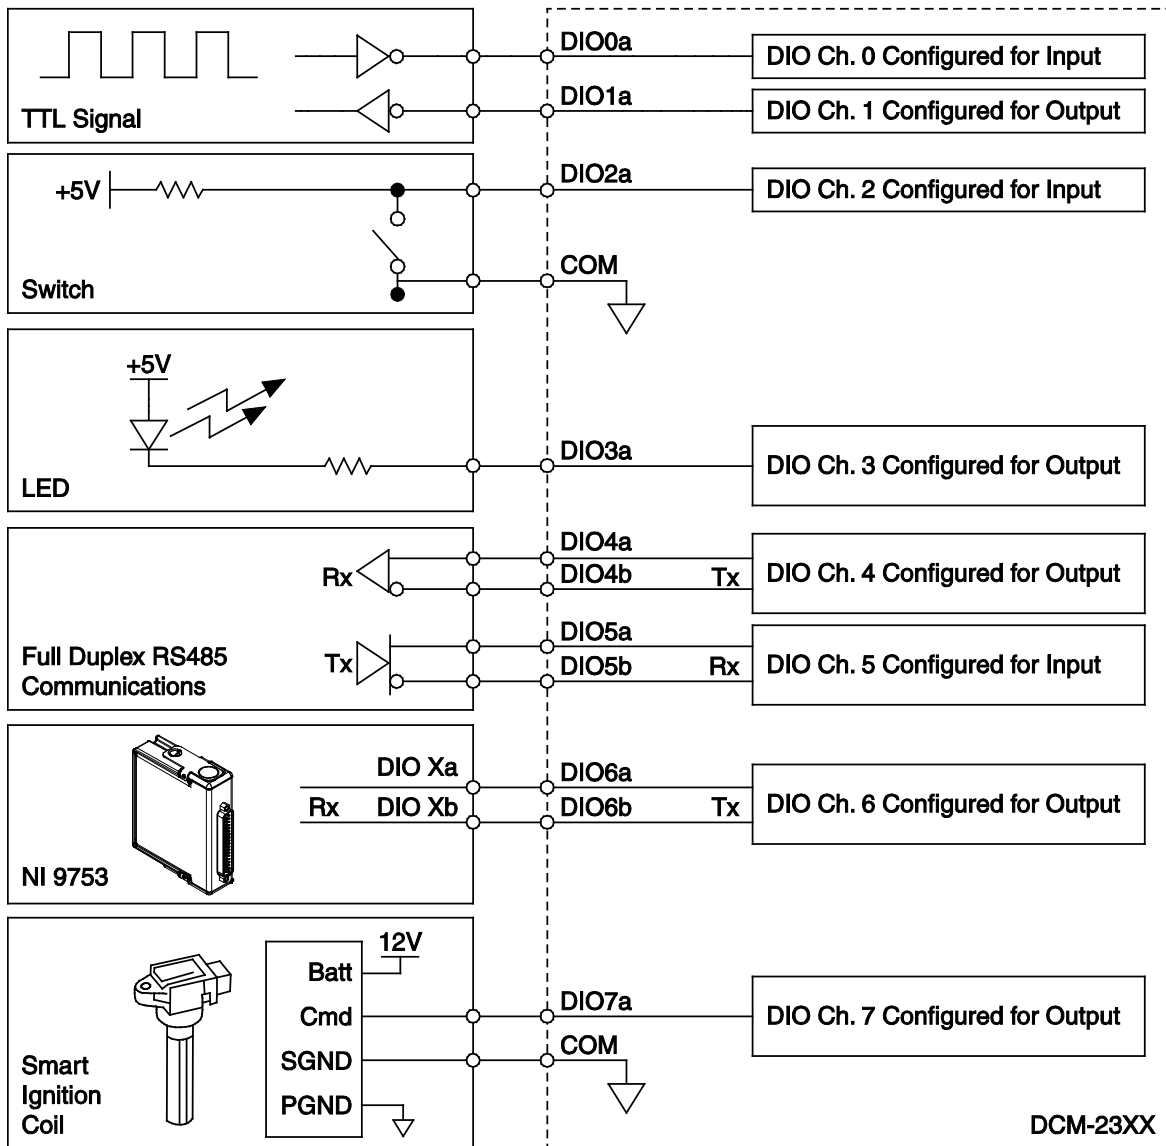 DIO0a
DIO Ch. 0 Configured for Input
TTL Signal
DIO1a
DIO Ch. 1 Configured for Output
+5V
DIO2a
DIO Ch. 2 Configured for Input
Switch
COM
+5V
LED
DIO3a
DIO Ch. 3 Configured for Output
Rx
DIO4a
DIO4b
Tx
DIO Ch. 4 Configured for Output
Full Duplex RS485
Communications
Tx
DIO5a
DIO5b
Rx
DIO Ch. 5 Configured for Input
NI 9753
DIO Xa
Rx
DIO Xb
DIO6a
DIO6b
Tx
DIO Ch. 6 Configured for Output
Smart
Ignition
Coil
12V
Batt
Cmd
SGND
PGND
DIO7a
COM
DIO Ch. 7 Configured for Output
DCM-23XX